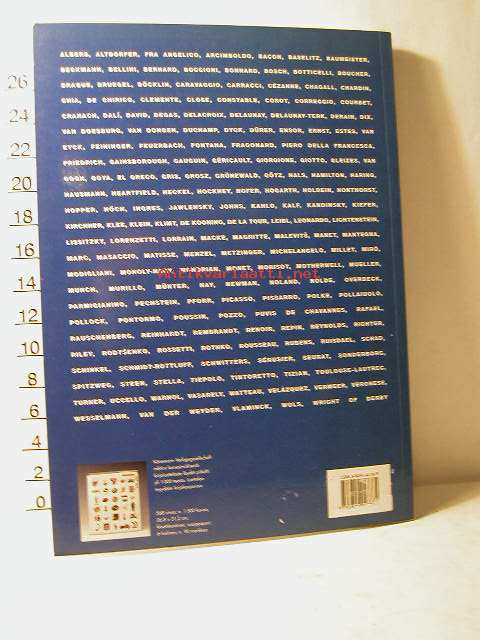 ALBERS, ALTDORFER, FRA ANGELICO, ARCIMBOLDO, BACON, BASELITZ, BAUMEISTER,
BECKMANN, BELLINI, BERNARD, BOCCIONI, BONNARD, BOSCH, BOTTICELLI, BOUCHER,
BRAQUE, BRUEGEL, BÖCKLIN, CARAVAGGIO, CARRACCI, CÉZANNE, CHAGALL, CHARDIN,
CHIA, DE CHIRICO, CLEMENTE, CLOSE, CONSTABLE, COROT, CORREGGIO, COURBET,
CRANACH, DALÍ, DAVID, DEGAS, DELACROIX, DELAUNAY, DELAUNAY-TERK, DERAIN, DIX,
VAN DOESBURG, VAN DONGEN, DUCHAMP, DYCK, DÜRER, ENSOR, ERNST, ESTES, VAN
EYCK, FEININGER, FEUERBACH, FONTANA, FRAGONARD, PIERO DELLA FRANCESCA,
FRIEDRICH, GAINSBOROUGH, GAUGUIN, GÉRICAULT, GIORGIONE, GIOTTO, GLEIZES, VAN
GOGH, GOYA, EL GRECO, GRIS, GROSZ, GRÜNEWALD, GÖTZ, HALS, HAMILTON, HARING,
HAUSMANN, HEARTFIELD, HECKEL, HOCKNEY, HOFER, HOGARTH, HOLBEIN, HONTHORST,
HOPPER, HÖCH, INGRES, JAWLENSKY, JOHNS, KAHLO, KALF, KANDINSKY, KIEFER,
KIRCHNER, KLEE, KLEIN, KLIMT, DE KOONING, DE LA TOUR, LEIBL, LEONARDO, LICHTENSTEIN,
LISSITZKY, LORENZETTI, LORRAIN, MACKE, MAGRITTE, MALEVITŠ, MANET, MANTEGNA,
MARC, MASACCIO, MATISSE, MENZEL, METZINGER, MICHELANGELO, MILLET, MIRÓ,
MODIGLIANI, MOHOLY-NAGY, MONET, MORISOT, MOTHERWELL, MUELLER,
MUNCH, MURILLO, MÜNTER, NAY, NEWMAN, NOLAND, NOLDE, OVERBECK,
PARMIGIANINO, PECHSTEIN, PFORR, PICASSO, PISSARRO, POLKE, POLLAIUOLO,
POLLOCK, PONTORMO, POUSSIN, POZZO, PUVIS DE CHAVANNES, RAFAEL,
RAUSCHENBERG, REINHARDT, REMBRANDT, RENOIR, REPIN, REYNOLDS, RICHTER,
RILEY, RODTŠENKO, ROSSETTI, ROTHKO, ROUSSEAU, RUBENS, RUISDAEL, SCHAD,
SCHINKEL, SCHMIDT-ROTTLUFF, SCHWITTERS, SÉRUSIER, SEURAT, SONDERBORG,
SPITZWEG, STEEN, STELLA, TIEPOLO, TINTORETTO, TIZIAN, TOULOUSE-LAUTREC,
TURNER, UCCELLO, WARHOL, VASARELY, WATTEAU, VELÁZQUEZ, VERMEER, VERONESE,
WESSELMANN, VAN DER WEYDEN, VLAMINCK, WOLS, WRIGHT OF DERBY
antikvariaatti.net
26
24
22
20
18
16
14
12
10
8
6
4
2
0